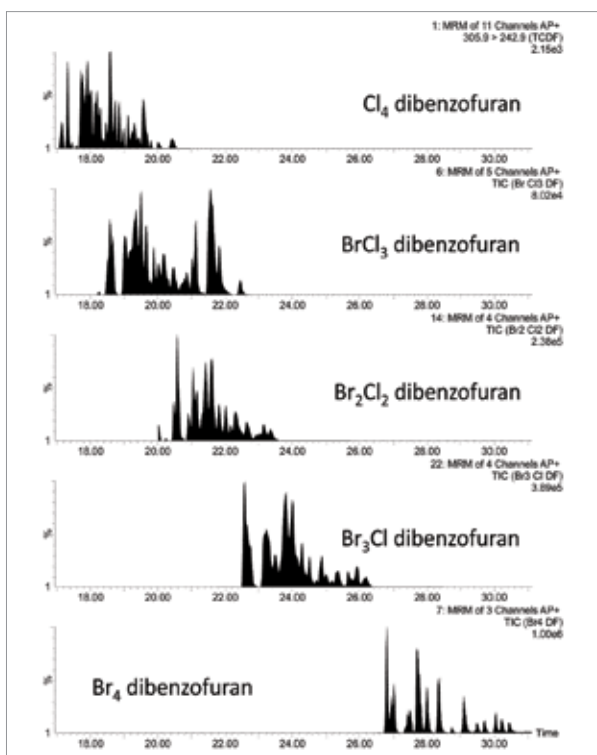 1: MRM of 11 Channels AP+
305.9 > 242.9 (TCDF)
2.15e3
%
Cl₄ dibenzofuran
1
18.00 20.00 22.00 24.00 26.00 28.00 30.00
6: MRM of 5 Channels AP+
TIC (Br Cl3 DF)
8.02e4
%
BrCl₃ dibenzofuran
1
18.00 20.00 22.00 24.00 26.00 28.00 30.00
14: MRM of 4 Channels AP+
TIC (Br2 Cl2 DF)
2.38e5
%
Br₂Cl₂ dibenzofuran
1
18.00 20.00 22.00 24.00 26.00 28.00 30.00
22: MRM of 4 Channels AP+
TIC (Br3 Cl DF)
3.89e5
%
Br₃Cl dibenzofuran
1
18.00 20.00 22.00 24.00 26.00 28.00 30.00
7: MRM of 3 Channels AP+
TIC (Br4 DF)
1.00e6
%
Br₄ dibenzofuran
1
Time
18.00 20.00 22.00 24.00 26.00 28.00 30.00